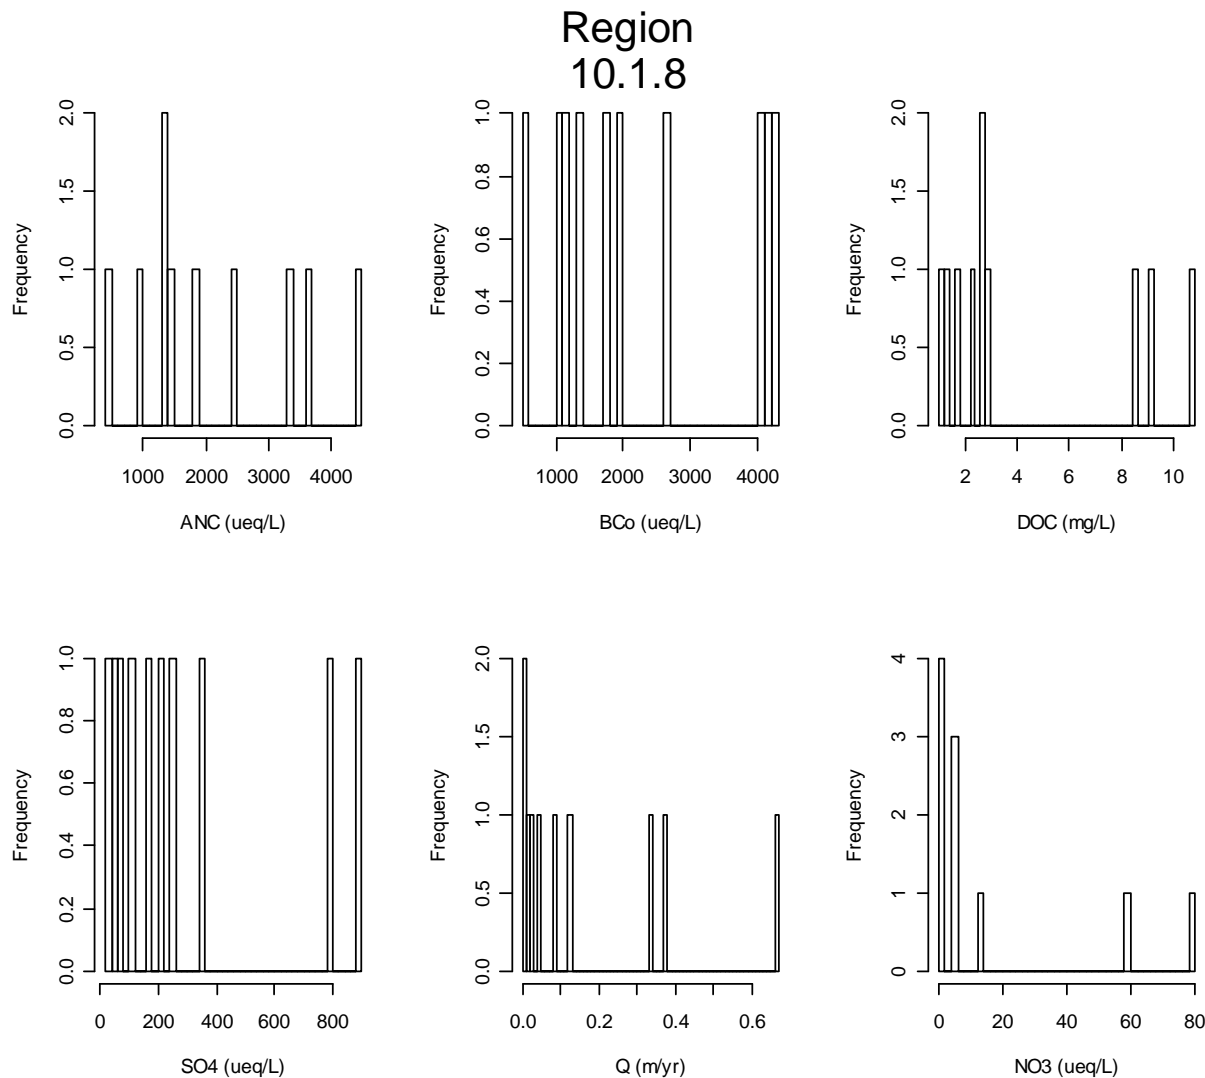 Region
10.1.8
Frequency
0.0 0.5 1.0 1.5 2.0
1000 2000 3000 4000
ANC (ueq/L)
Frequency
0.0 0.2 0.4 0.6 0.8 1.0
1000 2000 4000
BCo (ueq/L)
Frequency
0.0 0.5 1.0 1.5 2.0
2 4 6 8 10
DOC (mg/L)
Frequency
0.0 0.2 0.4 0.6 0.8 1.0
0 200 400 600 800
SO4 (ueq/L)
Frequency
0.0 0.5 1.0 1.5 2.0
0.0 0.2 0.4 0.6
Q (m/yr)
Frequency
0 1 2 3 4
0 20 40 60 80
NO3 (ueq/L)